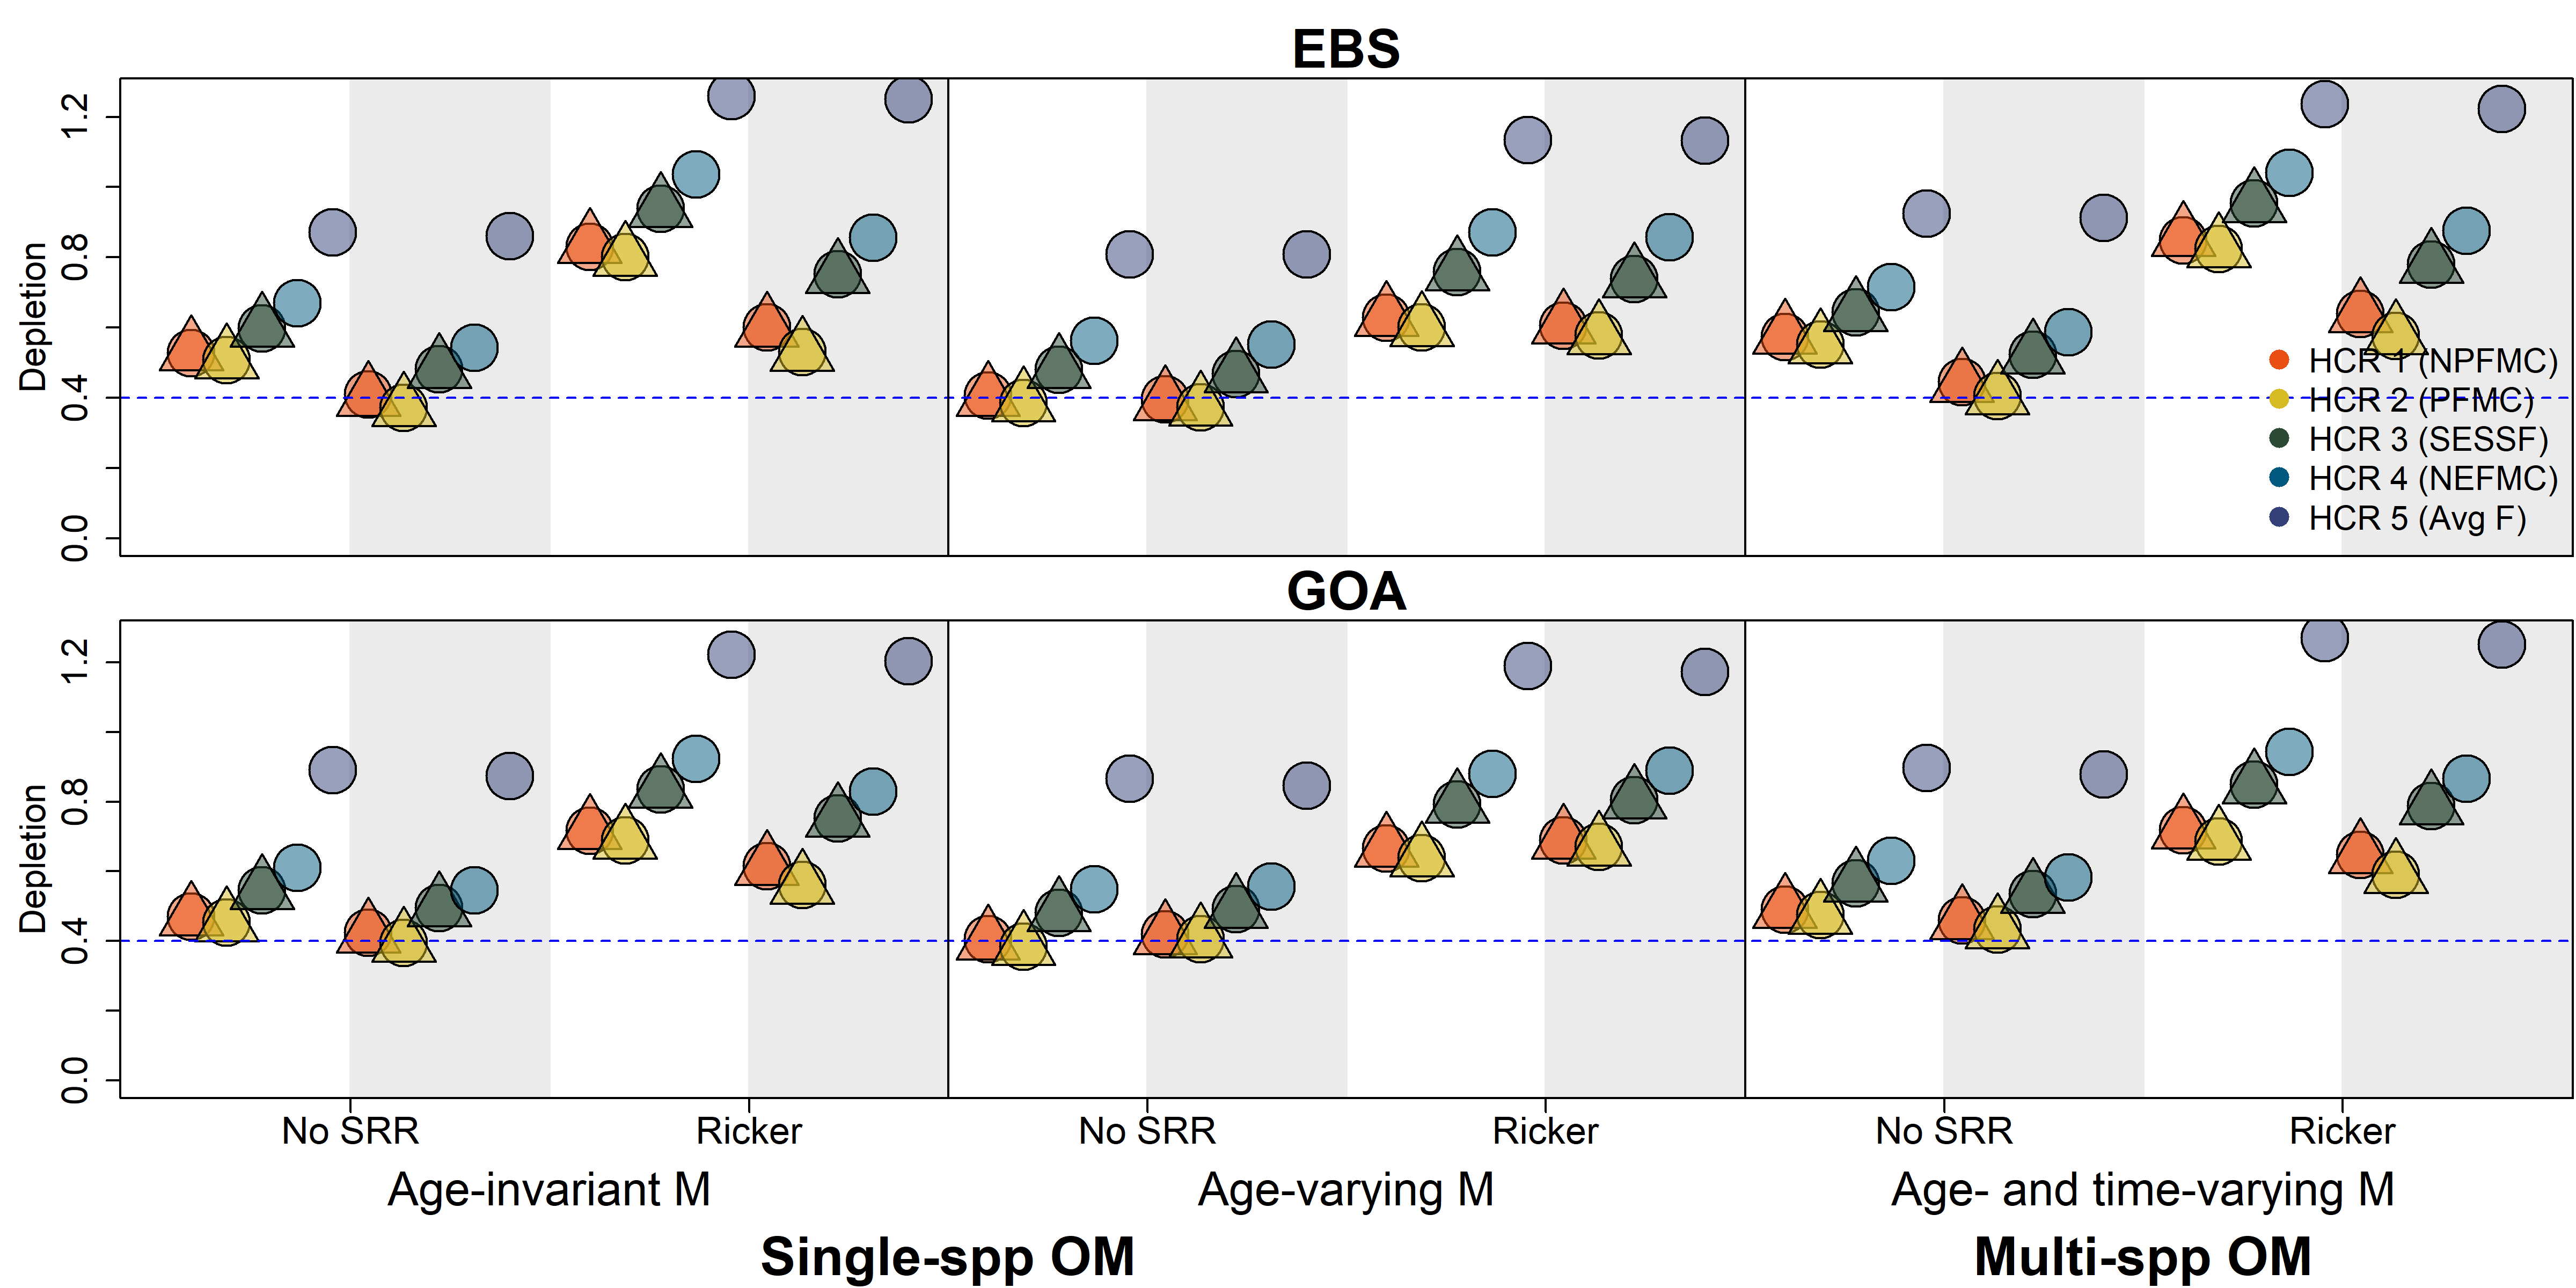 EBS
Depletion
1.2
0.8
0.4
0.0
HCR 1 (NPFMC)
HCR 2 (PFMC)
HCR 3 (SESSF)
HCR 4 (NEFMC)
HCR 5 (Avg F)
GOA
Depletion
1.2
0.8
0.4
0.0
No SRR Ricker No SRR Ricker No SRR Ricker
Age-invariant M Age-varying M Age- and time-varying M
Single-spp OM Multi-spp OM